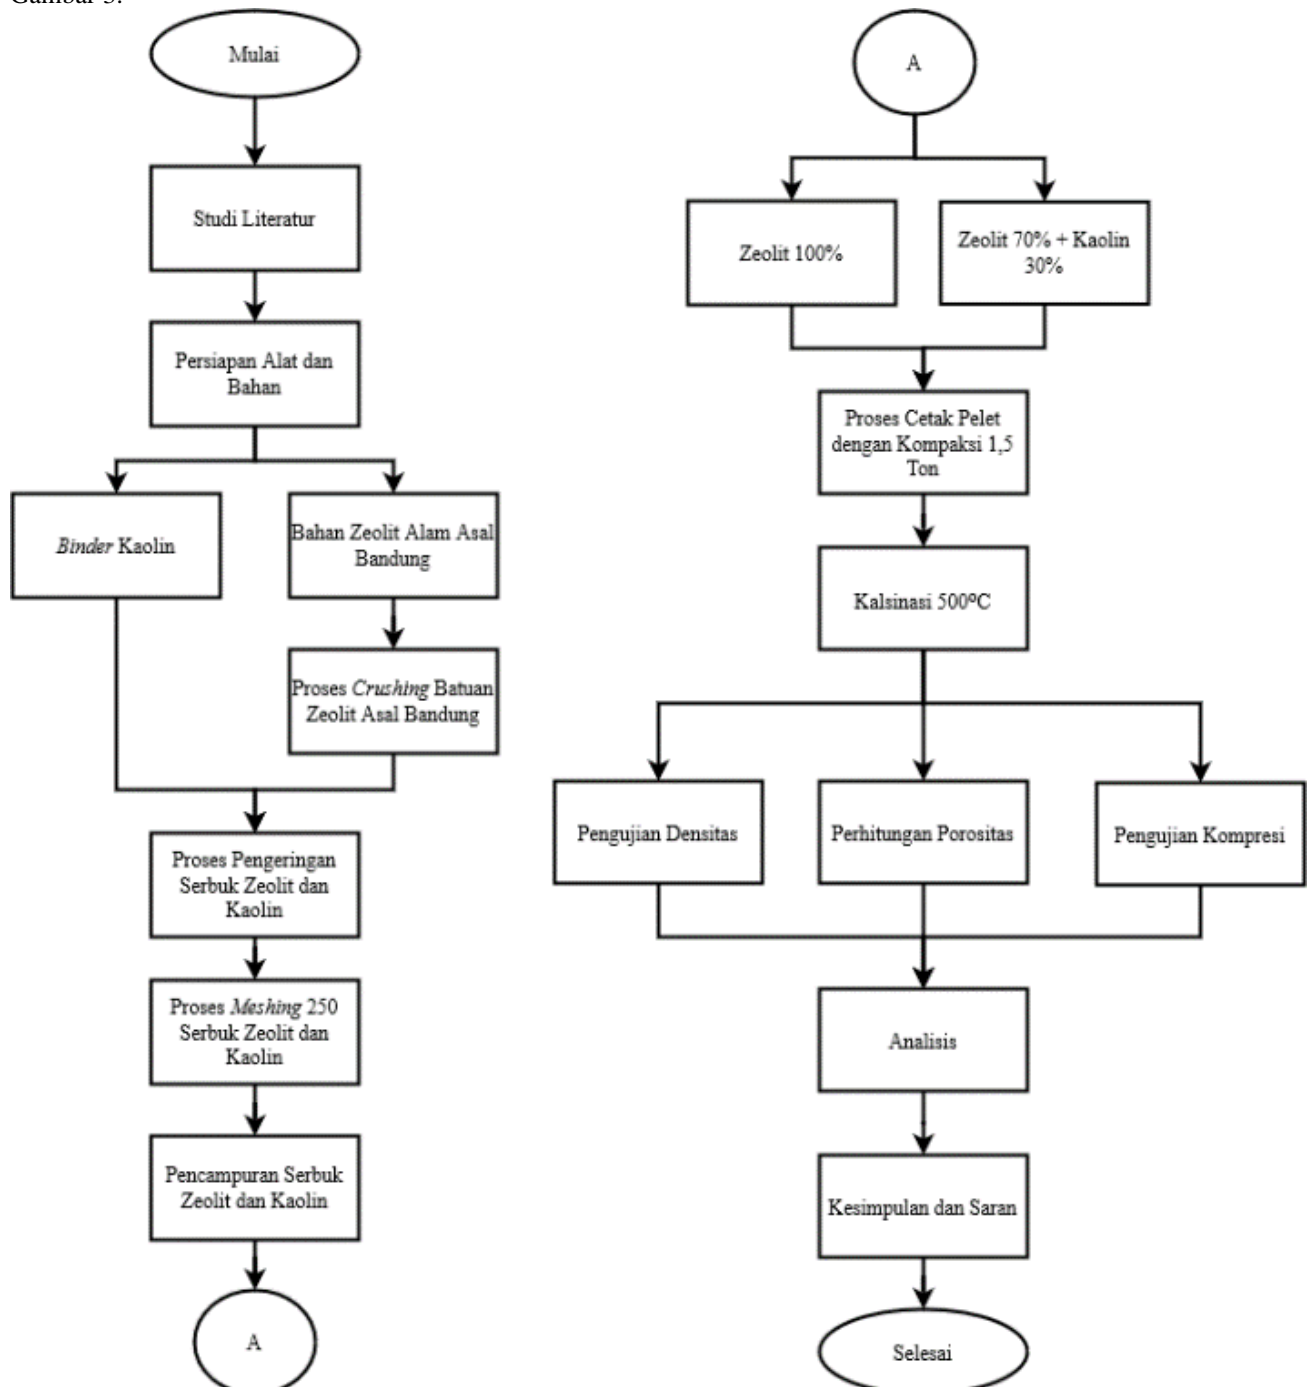 Gambar 3.
Mulai
Studi Literatur
Persiapan Alat dan
Bahan
Binder Kaolin
Bahan Zeolit Alam Asal
Bandung
Proses Crushing Batuan
Zeolit Asal Bandung
Proses Pengeringan
Serbuk Zeolit dan
Kaolin
Proses Meshing 250
Serbuk Zeolit dan
Kaolin
Pencampuran Serbuk
Zeolit dan Kaolin
A
A
Zeolit 100%
Zeolit 70% + Kaolin
30%
Proses Cetak Pelet
dengan Kompaksi 1,5
Ton
Kalsinasi 500°C
Pengujian Densitas
Perhitungan Porositas
Pengujian Kompresi
Analisis
Kesimpulan dan Saran
Selesai